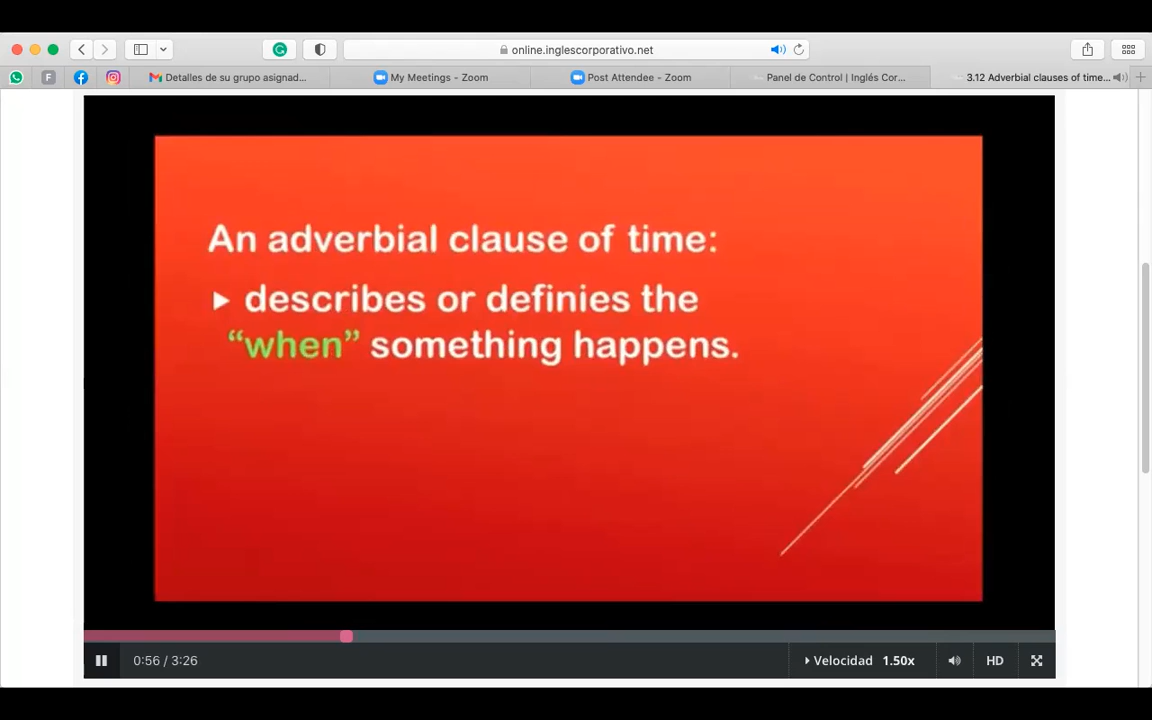 online.inglescorporativo.net
Detalles de su grupo asignad...
My Meetings - Zoom
Post Attendee - Zoom
Panel de Control | Inglés Cor...
3.12 Adverbial clauses of time...
F
An adverbial clause of time:
describes or definies the
“when” something happens.
0:56 / 3:26
Velocidad 1.50x
HD